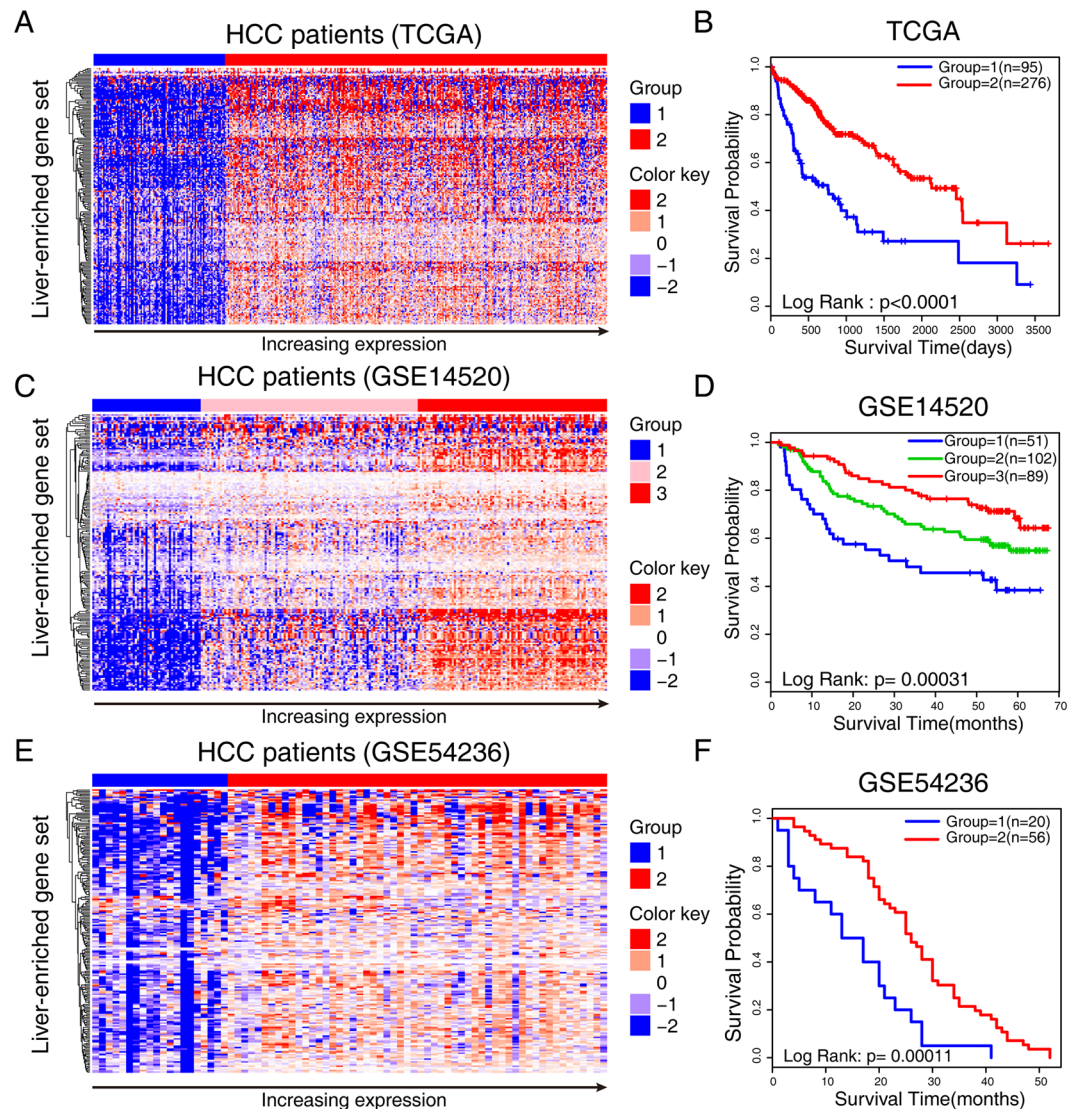 A
HCC patients (TCGA)
Liver-enriched gene set
Increasing expression
Group
1
2
Color key
2
1
0
−1
−2
B
TCGA
Group=1(n=95)
Group=2(n=276)
Survival Probability
1.0
0.8
0.6
0.4
0.2
0.0
Log Rank : p<0.0001
0 500 1000 1500 2000 2500 3000 3500
Survival Time(days)
C
HCC patients (GSE14520)
Liver-enriched gene set
Increasing expression
Group
1
2
3
Color key
2
1
0
−1
−2
D
GSE14520
Group=1(n=51)
Group=2(n=102)
Group=3(n=89)
Survival Probability
1.0
0.8
0.6
0.4
0.2
0.0
Log Rank: p= 0.00031
0 10 20 30 40 50 60 70
Survival Time(months)
E
HCC patients (GSE54236)
Liver-enriched gene set
Increasing expression
Group
1
2
Color key
2
1
0
−1
−2
F
GSE54236
Group=1(n=20)
Group=2(n=56)
Survival Probability
1.0
0.8
0.6
0.4
0.2
0.0
Log Rank: p= 0.00011
0 10 20 30 40 50
Survival Time(months)